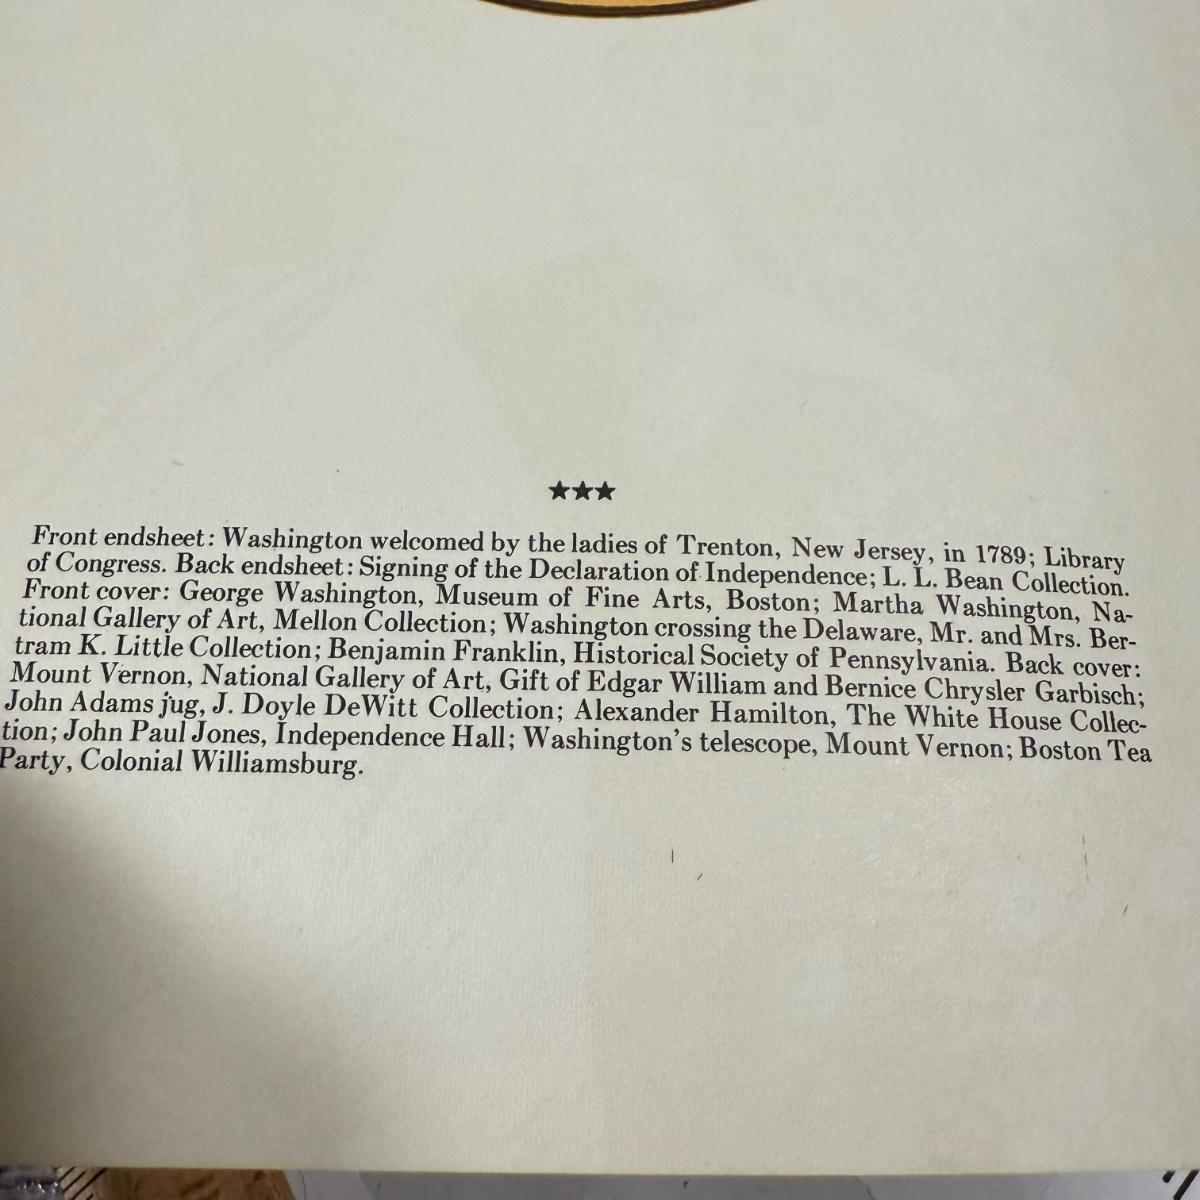 ★★★
Front endsheet: Washington welcomed by the ladies of Trenton, New Jersey, in 1789; Library
of Congress. Back endsheet: Signing of the Declaration of Independence; L. L. Bean Collection.
Front cover: George Washington, Museum of Fine Arts, Boston; Martha Washington, Na-
tional Gallery of Art, Mellon Collection; Washington crossing the Delaware, Mr. and Mrs. Ber-
tram K. Little Collection; Benjamin Franklin, Historical Society of Pennsylvania. Back cover:
Mount Vernon, National Gallery of Art, Gift of Edgar William and Bernice Chrysler Garbisch;
John Adams jug, J. Doyle DeWitt Collection; Alexander Hamilton, The White House Collec-
tion; John Paul Jones, Independence Hall; Washington's telescope, Mount Vernon; Boston Tea
Party, Colonial Williamsburg.